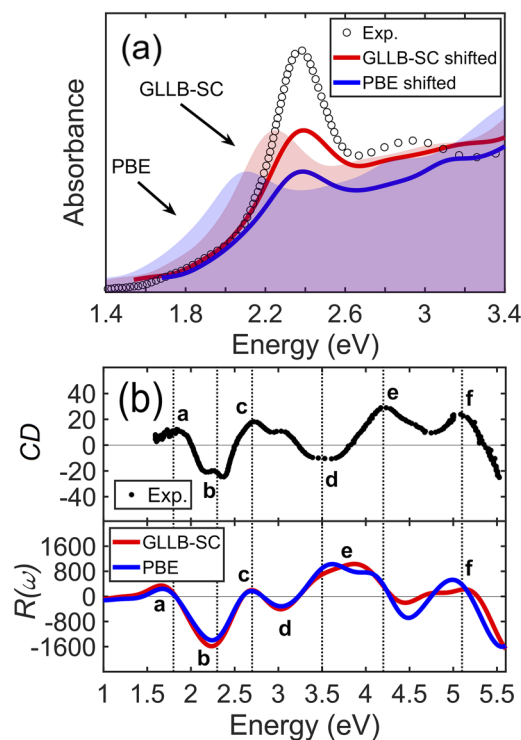 (a)
Exp.
GLLB-SC shifted
PBE shifted
GLLB-SC
PBE
Absorbance
1.4 1.8 2.2 2.6 3 3.4
Energy (eV)
(b)
40
20
0
-20
-40
CD
a
b
c
d
e
f
Exp.
GLLB-SC
PBE
1600
800
0
-800
-1600
R(ω)
a
b
c
d
e
f
1 1.5 2 2.5 3 3.5 4 4.5 5 5.5
Energy (eV)